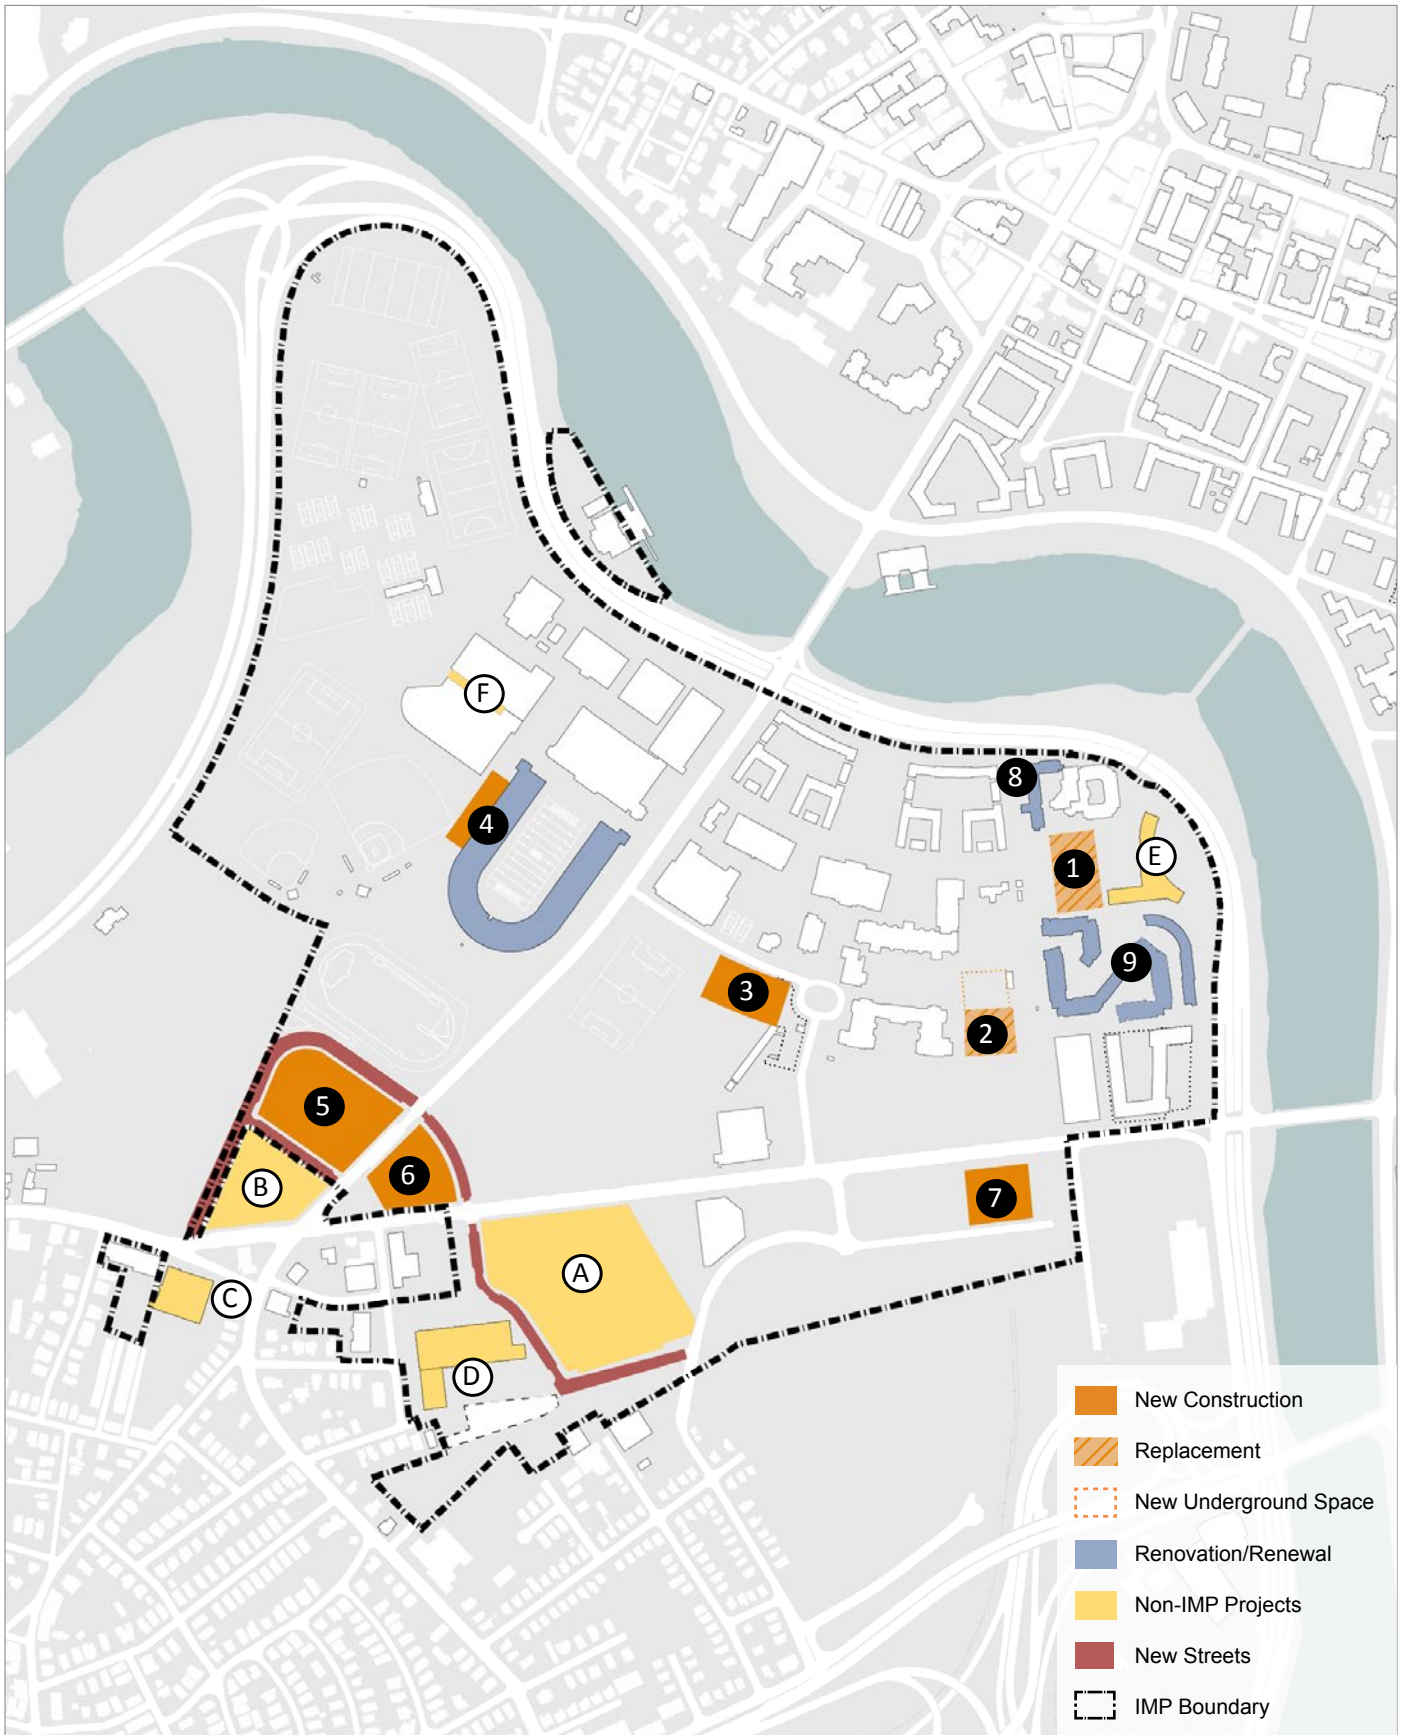 F
8
4
1
E
9
3
2
5
6
B
7
A
C
D
New Construction
Replacement
New Underground Space
Renovation/Renewal
Non-IMP Projects
New Streets
IMP Boundary